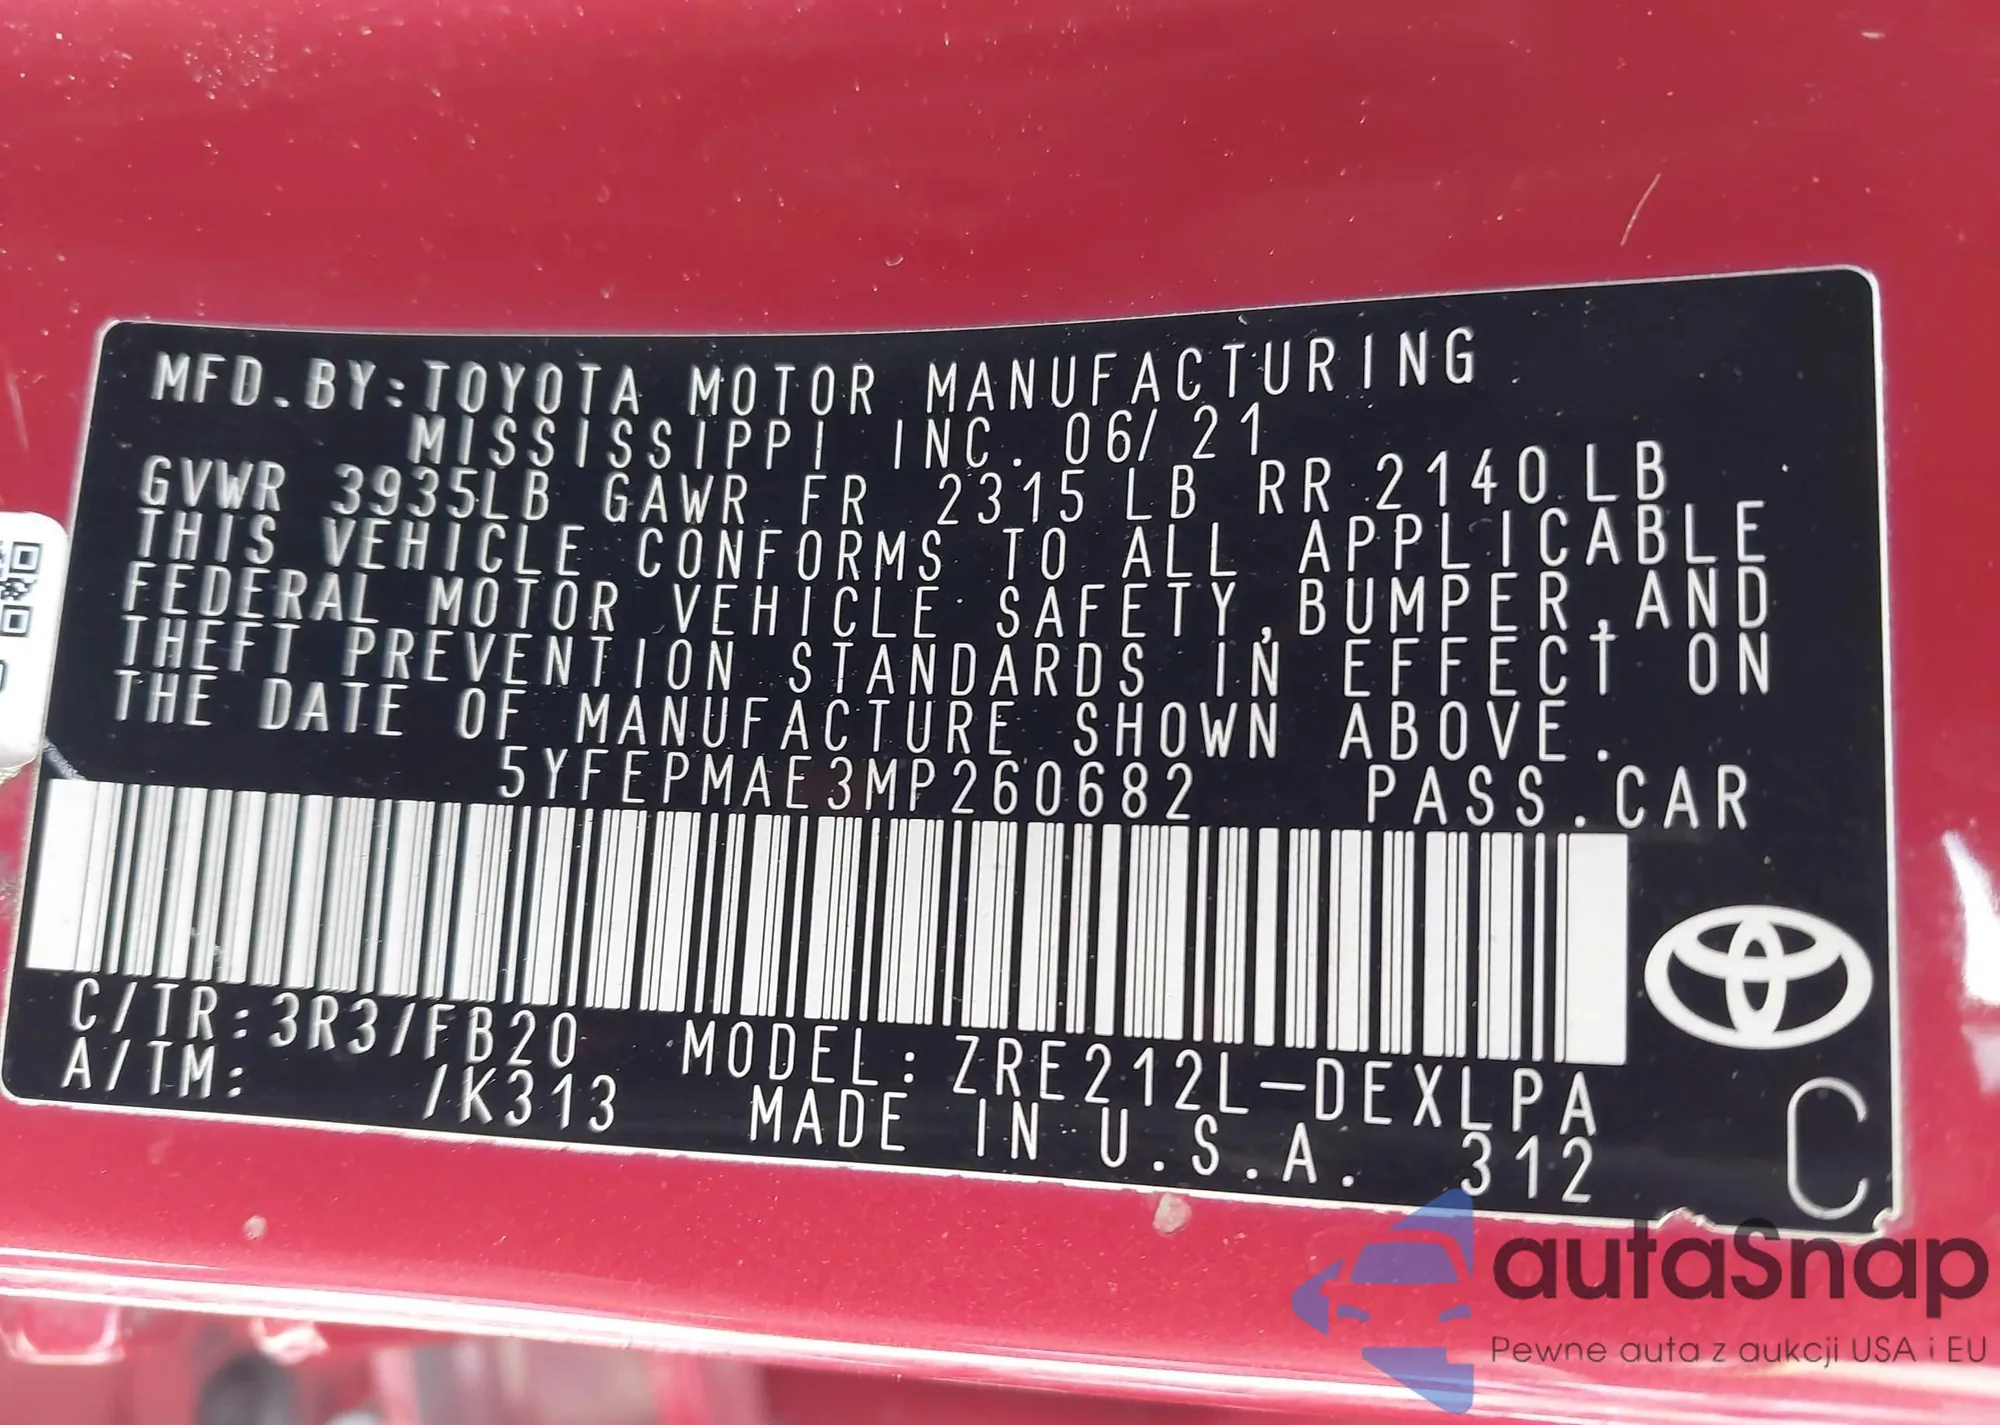 MFD.BY:TOYOTA MOTOR MANUFACTURING
MISSISSIPPI INC. 06/21
GVWR 3935LB GAWR FR 2315 LB RR 2140 LB
THIS VEHICLE CONFORMS TO ALL APPLICABLE
FEDERAL MOTOR VEHICLE SAFETY,BUMPER,AND
THEFT PREVENTION STANDARDS IN EFFECT ON
THE DATE OF MANUFACTURE SHOWN ABOVE.
5YFEPMAE3MP260682 PASS.CAR
C/TR:3R3/FB20 MODEL:ZRE212L-DEXLPA
A/TM: /K313 MADE IN U.S.A. 312
C
autaSnap
Pewne auta z aukcji USA i EU